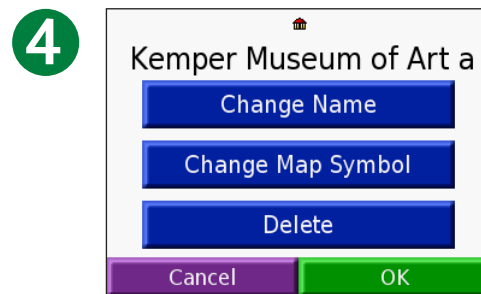 4
Kemper Museum of Art a
Change Name
Change Map Symbol
Delete
Cancel OK